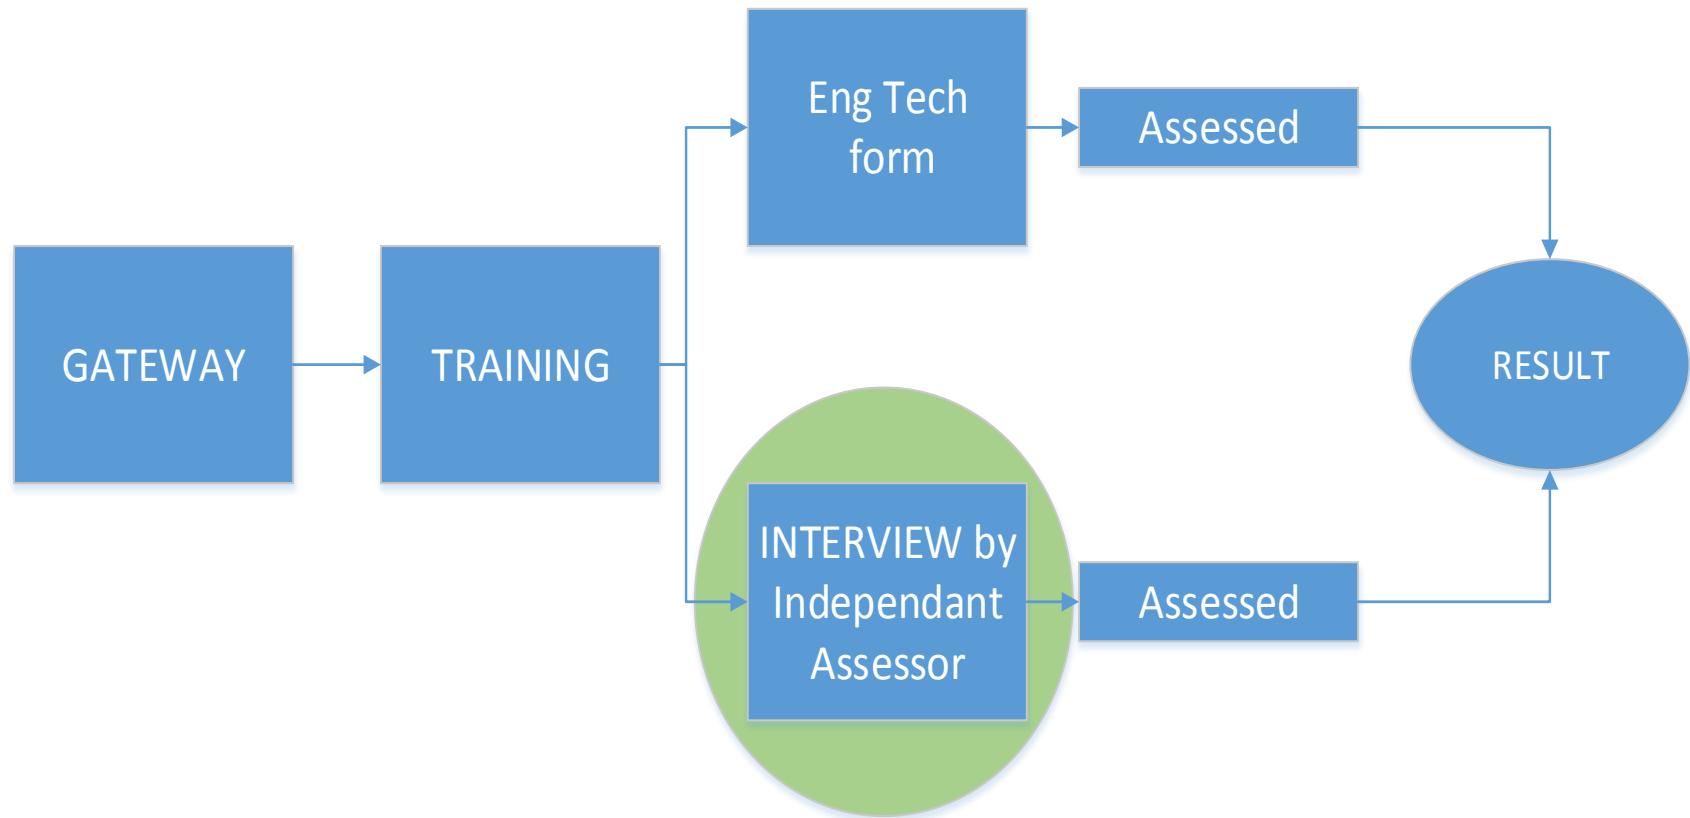 GATEWAY
TRAINING
Eng Tech
form
Assessed
INTERVIEW by
Independant
Assessor
Assessed
RESULT